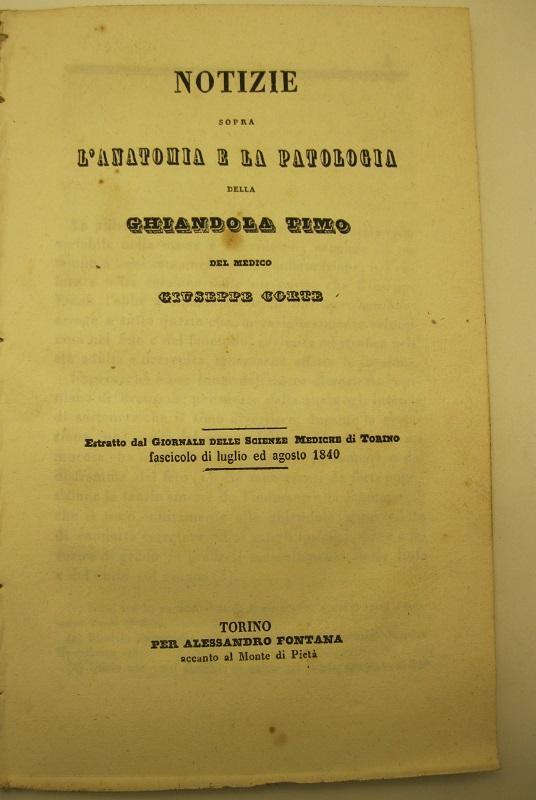 NOTIZIE
SOPRA
L'ANATOMIA E LA PATOLOGIA
DELLA
GHIANDOLA TIMO
DEL MEDICO
GIUSEPPE CORTE
Estratto dal GIORNALE DELLE SCIENZE MEDICHE di TORINO
fascicolo di luglio ed agosto 1840
TORINO
PER ALESSANDRO FONTANA
accanto al Monte di Pietà